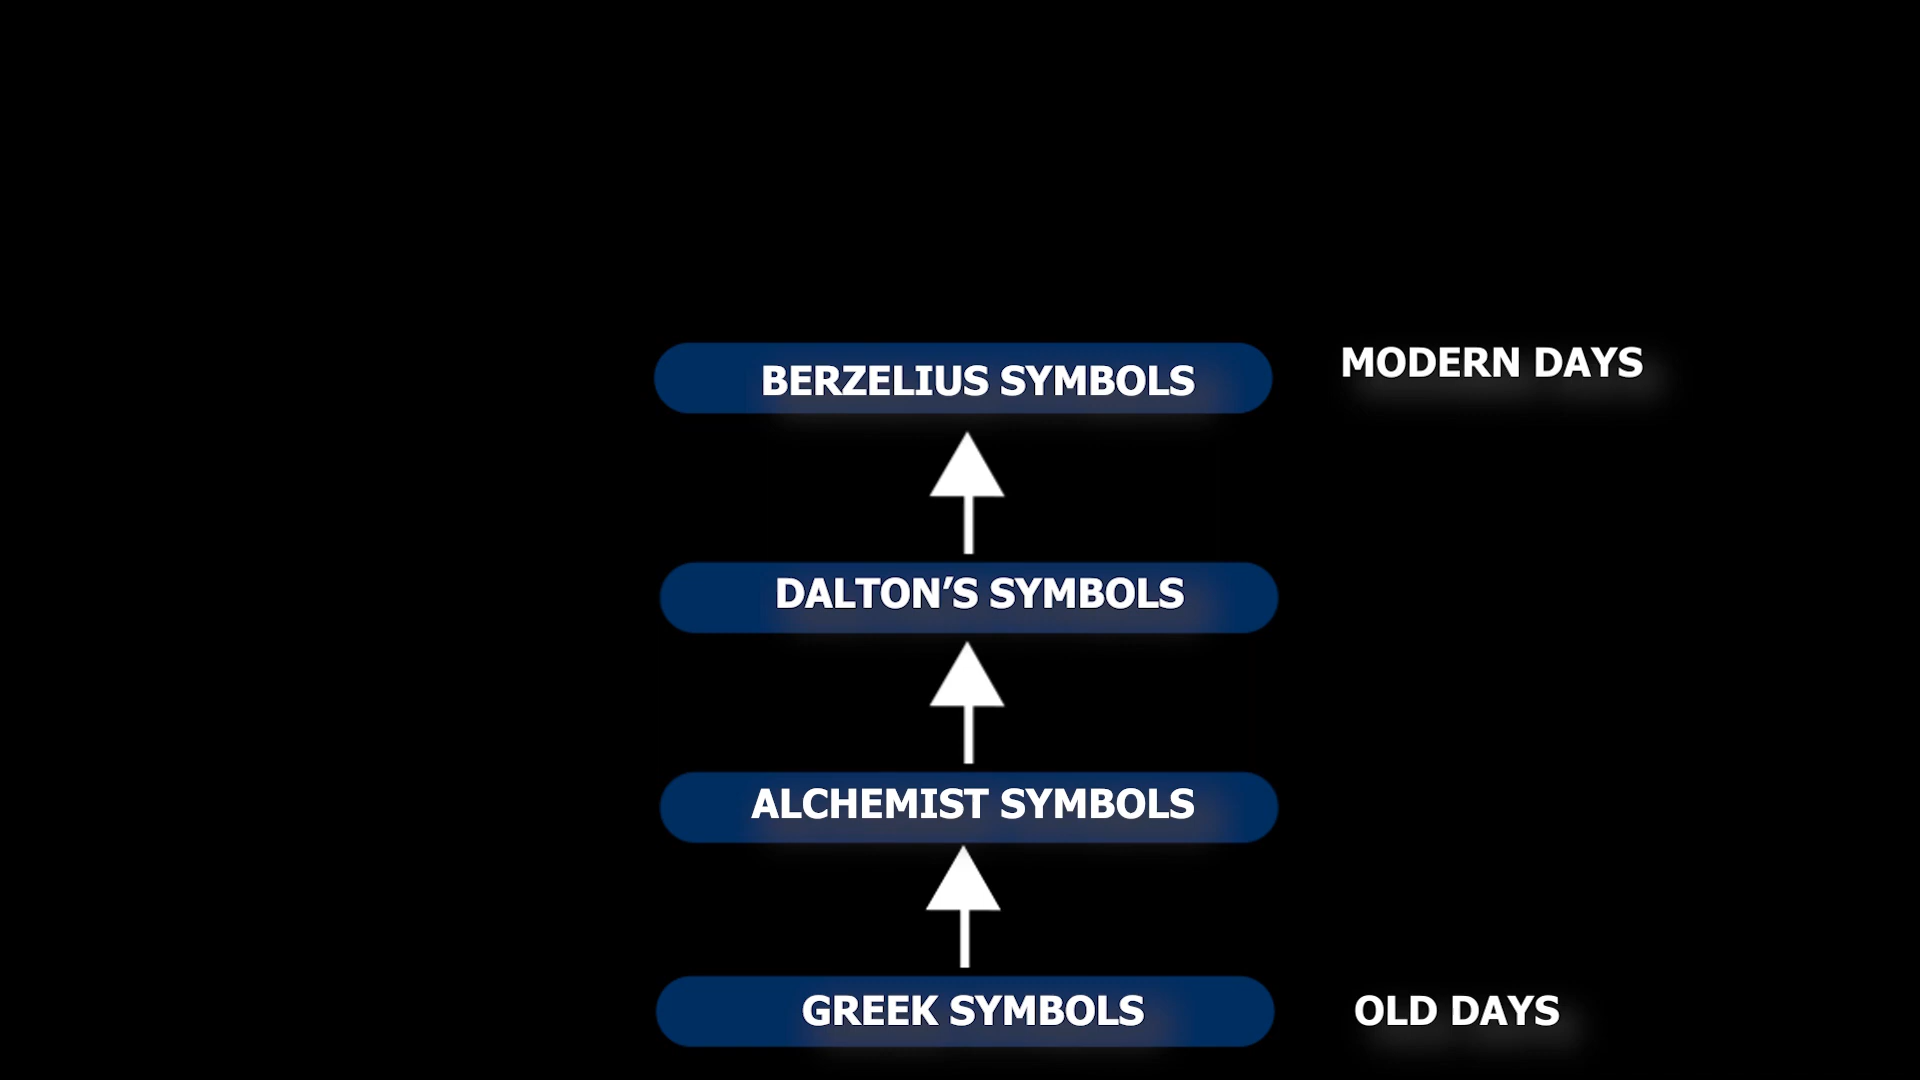 BERZELIUS SYMBOLS
MODERN DAYS
DALTON’S SYMBOLS
ALCHEMIST SYMBOLS
GREEK SYMBOLS
OLD DAYS